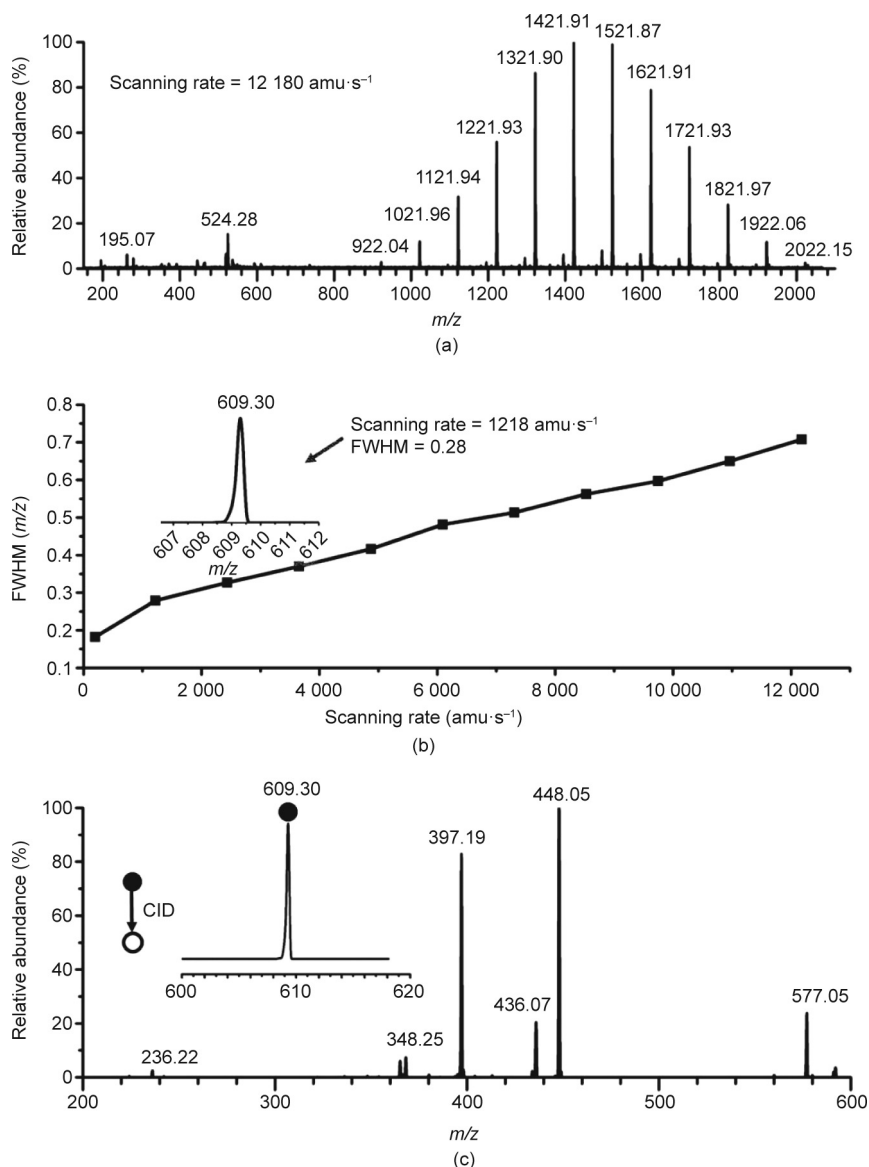 1421.91
1521.87
1321.90
1621.91
1221.93
1721.93
1121.94
1821.97
1021.96
1922.06
922.04
2022.15
195.07
524.28
Scanning rate = 12 180 amu·s⁻¹
Relative abundance (%)
100
80
60
40
20
0
200 400 600 800 1000 1200 1400 1600 1800 2000
m/z
(a)
0.8
0.7
0.6
0.5
0.4
0.3
0.2
0.1
FWHM (m/z)
609.30
Scanning rate = 1218 amu·s⁻¹
FWHM = 0.28
607 608 609 610 611 612
m/z
0 2 000 4 000 6 000 8 000 10 000 12 000
Scanning rate (amu·s⁻¹)
(b)
100
80
60
40
20
0
Relative abundance (%)
609.30
CID
600 610 620
448.05
397.19
436.07
577.05
348.25
236.22
200 300 400 500 600
m/z
(c)